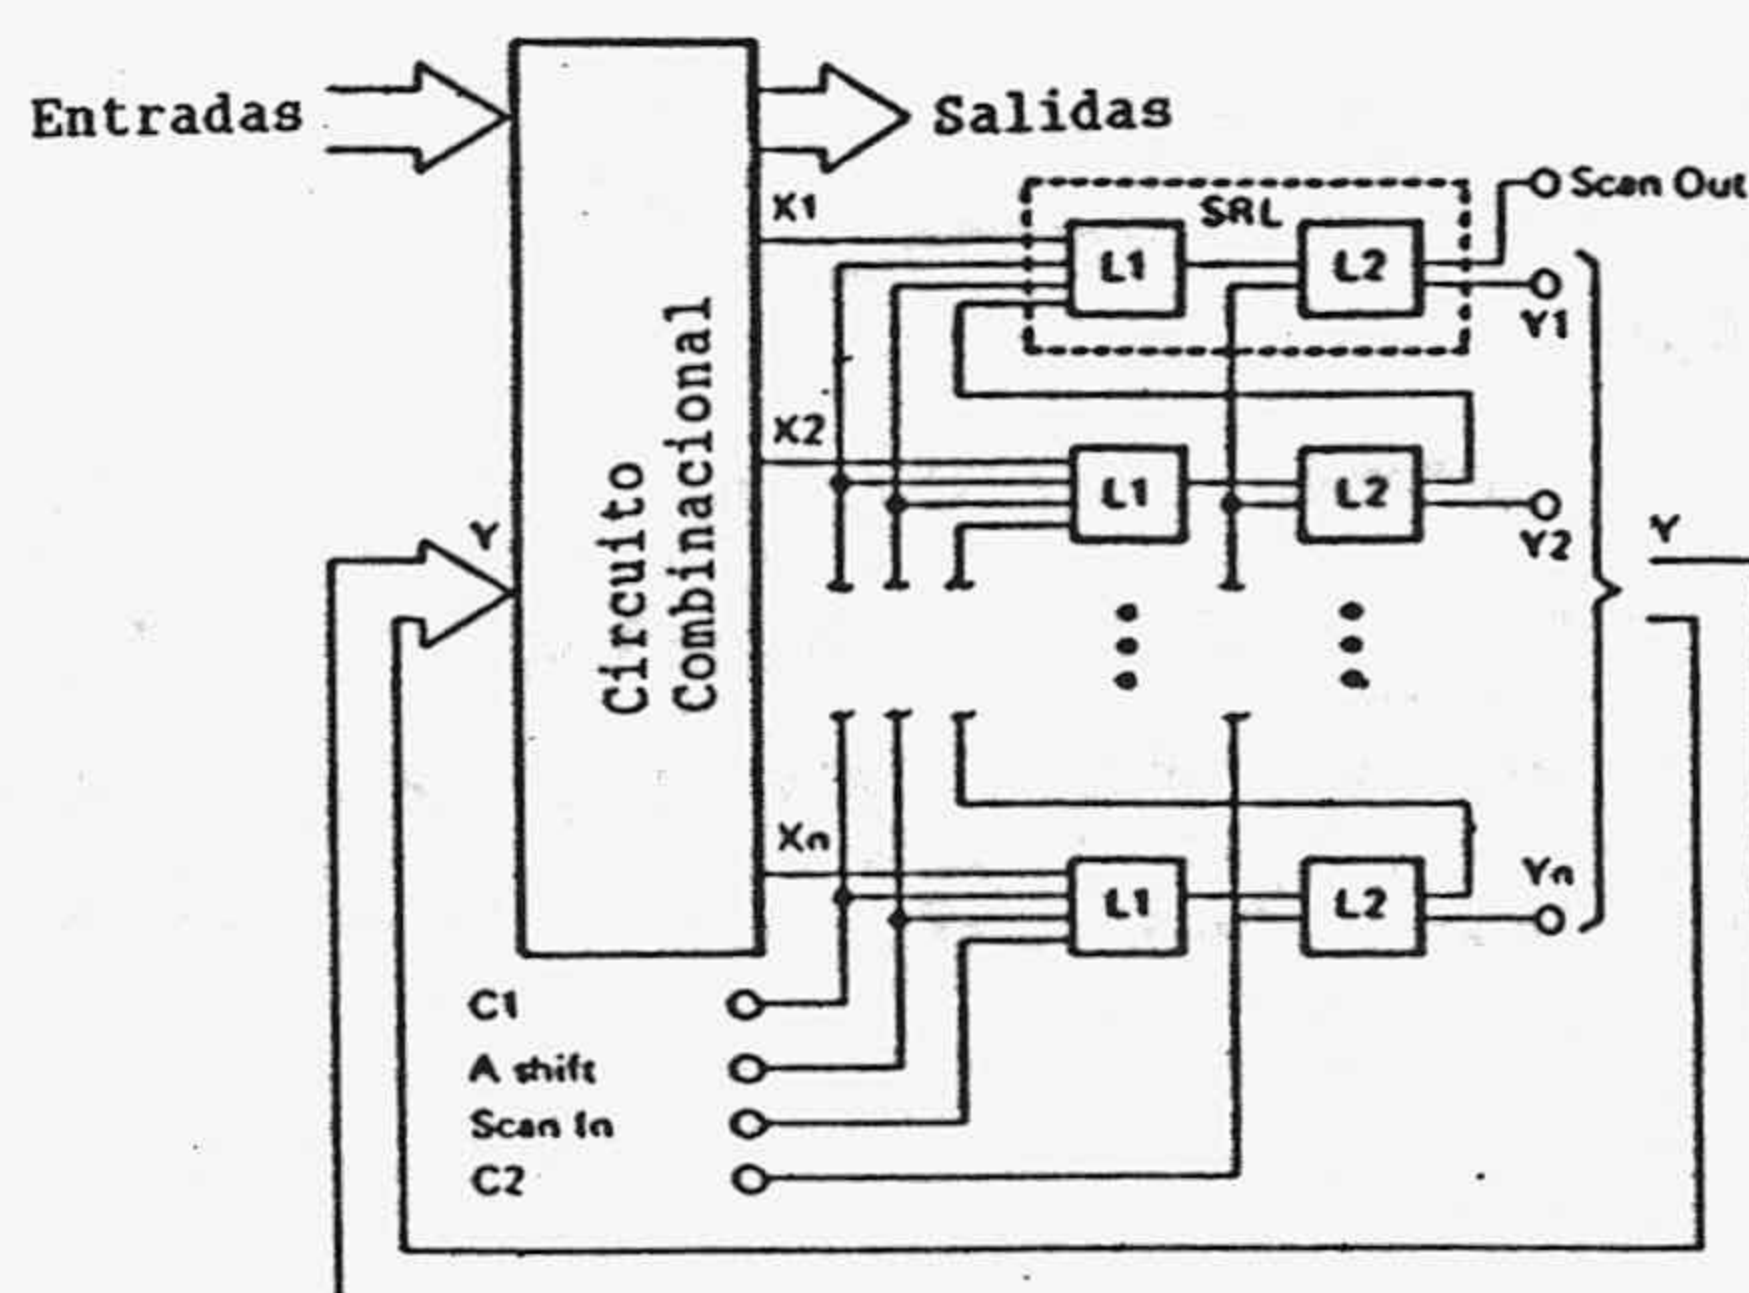 Entradas
Salidas
Scan Out
X1
SRL
L1
L2
Y1
Circuito
Combinacional
X2
L1
L2
Y2
Y
Y
Xn
L1
L2
Yn
C1
A shift
Scan In
C2